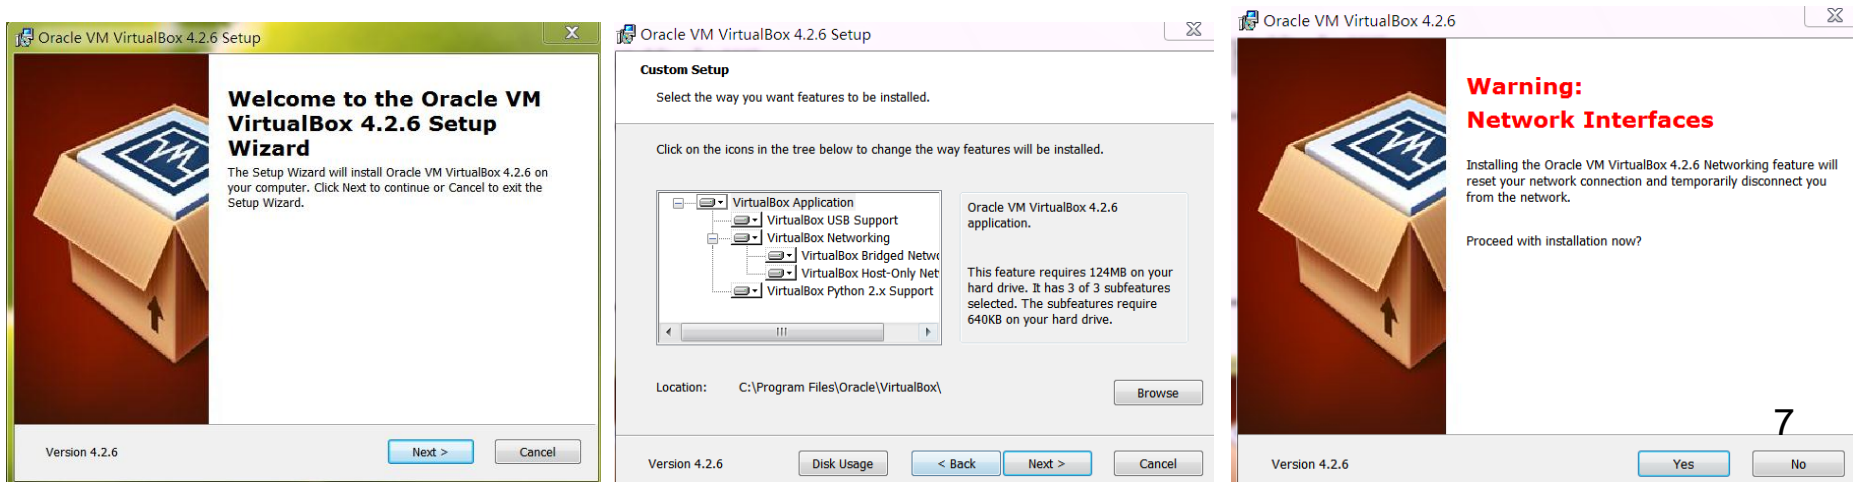 Oracle VM VirtualBox 4.2.6 Setup
Welcome to the Oracle VM
VirtualBox 4.2.6 Setup
Wizard
The Setup Wizard will install Oracle VM VirtualBox 4.2.6 on
your computer. Click Next to continue or Cancel to exit the
Setup Wizard.
Version 4.2.6
Next >
Cancel
Oracle VM VirtualBox 4.2.6 Setup
Custom Setup
Select the way you want features to be installed.
Click on the icons in the tree below to change the way features will be installed.
VirtualBox Application
VirtualBox USB Support
VirtualBox Networking
VirtualBox Bridged Netwo
VirtualBox Host-Only Net
VirtualBox Python 2.x Support
Oracle VM VirtualBox 4.2.6
application.
This feature requires 124MB on your
hard drive. It has 3 of 3 subfeatures
selected. The subfeatures require
640KB on your hard drive.
Location: C:\Program Files\Oracle\VirtualBox\
Browse
Version 4.2.6
Disk Usage
< Back
Next >
Cancel
Oracle VM VirtualBox 4.2.6
Warning:
Network Interfaces
Installing the Oracle VM VirtualBox 4.2.6 Networking feature will
reset your network connection and temporarily disconnect you
from the network.
Proceed with installation now?
7
Version 4.2.6
Yes
No